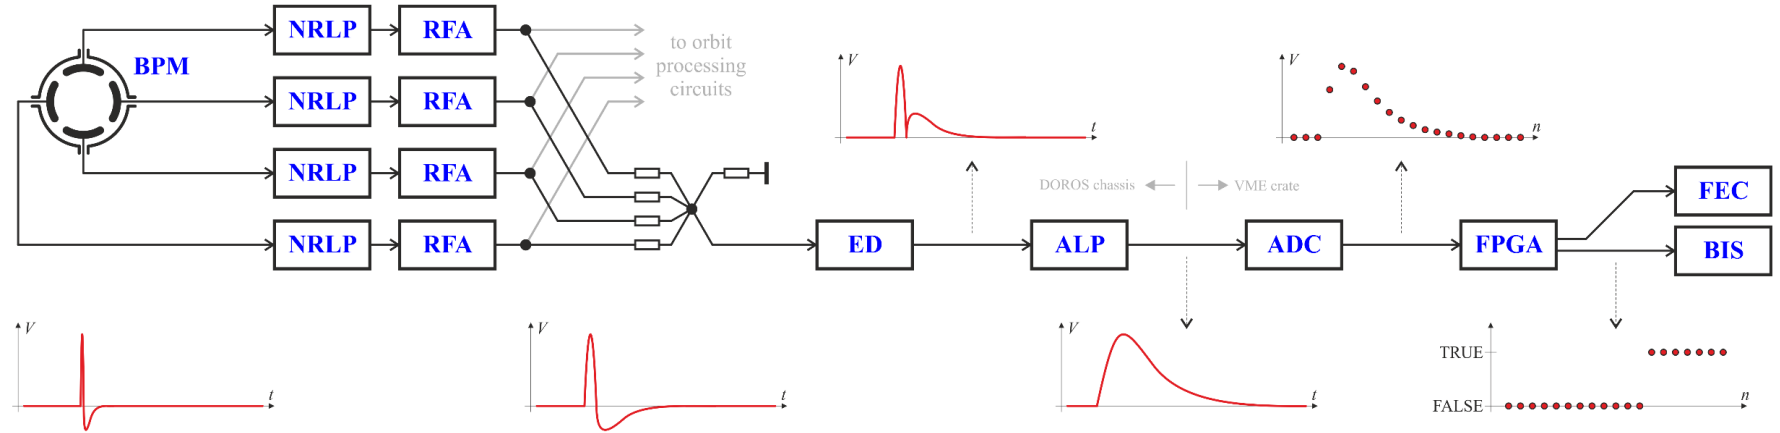 NRLP
RFA
BPM
to orbit
processing
circuits
NRLP
RFA
NRLP
RFA
NRLP
RFA
V
t
V
n
DOROS chassis
VME crate
ED
ALP
ADC
FPGA
FEC
BIS
V
t
V
t
V
t
TRUE
FALSE
n